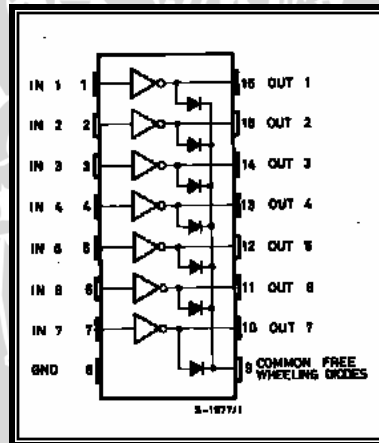 IN 1 1 16 OUT 1
IN 2 2 15 OUT 2
IN 3 3 14 OUT 3
IN 4 4 13 OUT 4
IN 5 5 12 OUT 5
IN 6 6 11 OUT 6
IN 7 7 10 OUT 7
GND 8 9 COMMON FREE
WHEELING DIODES
S-1977/1